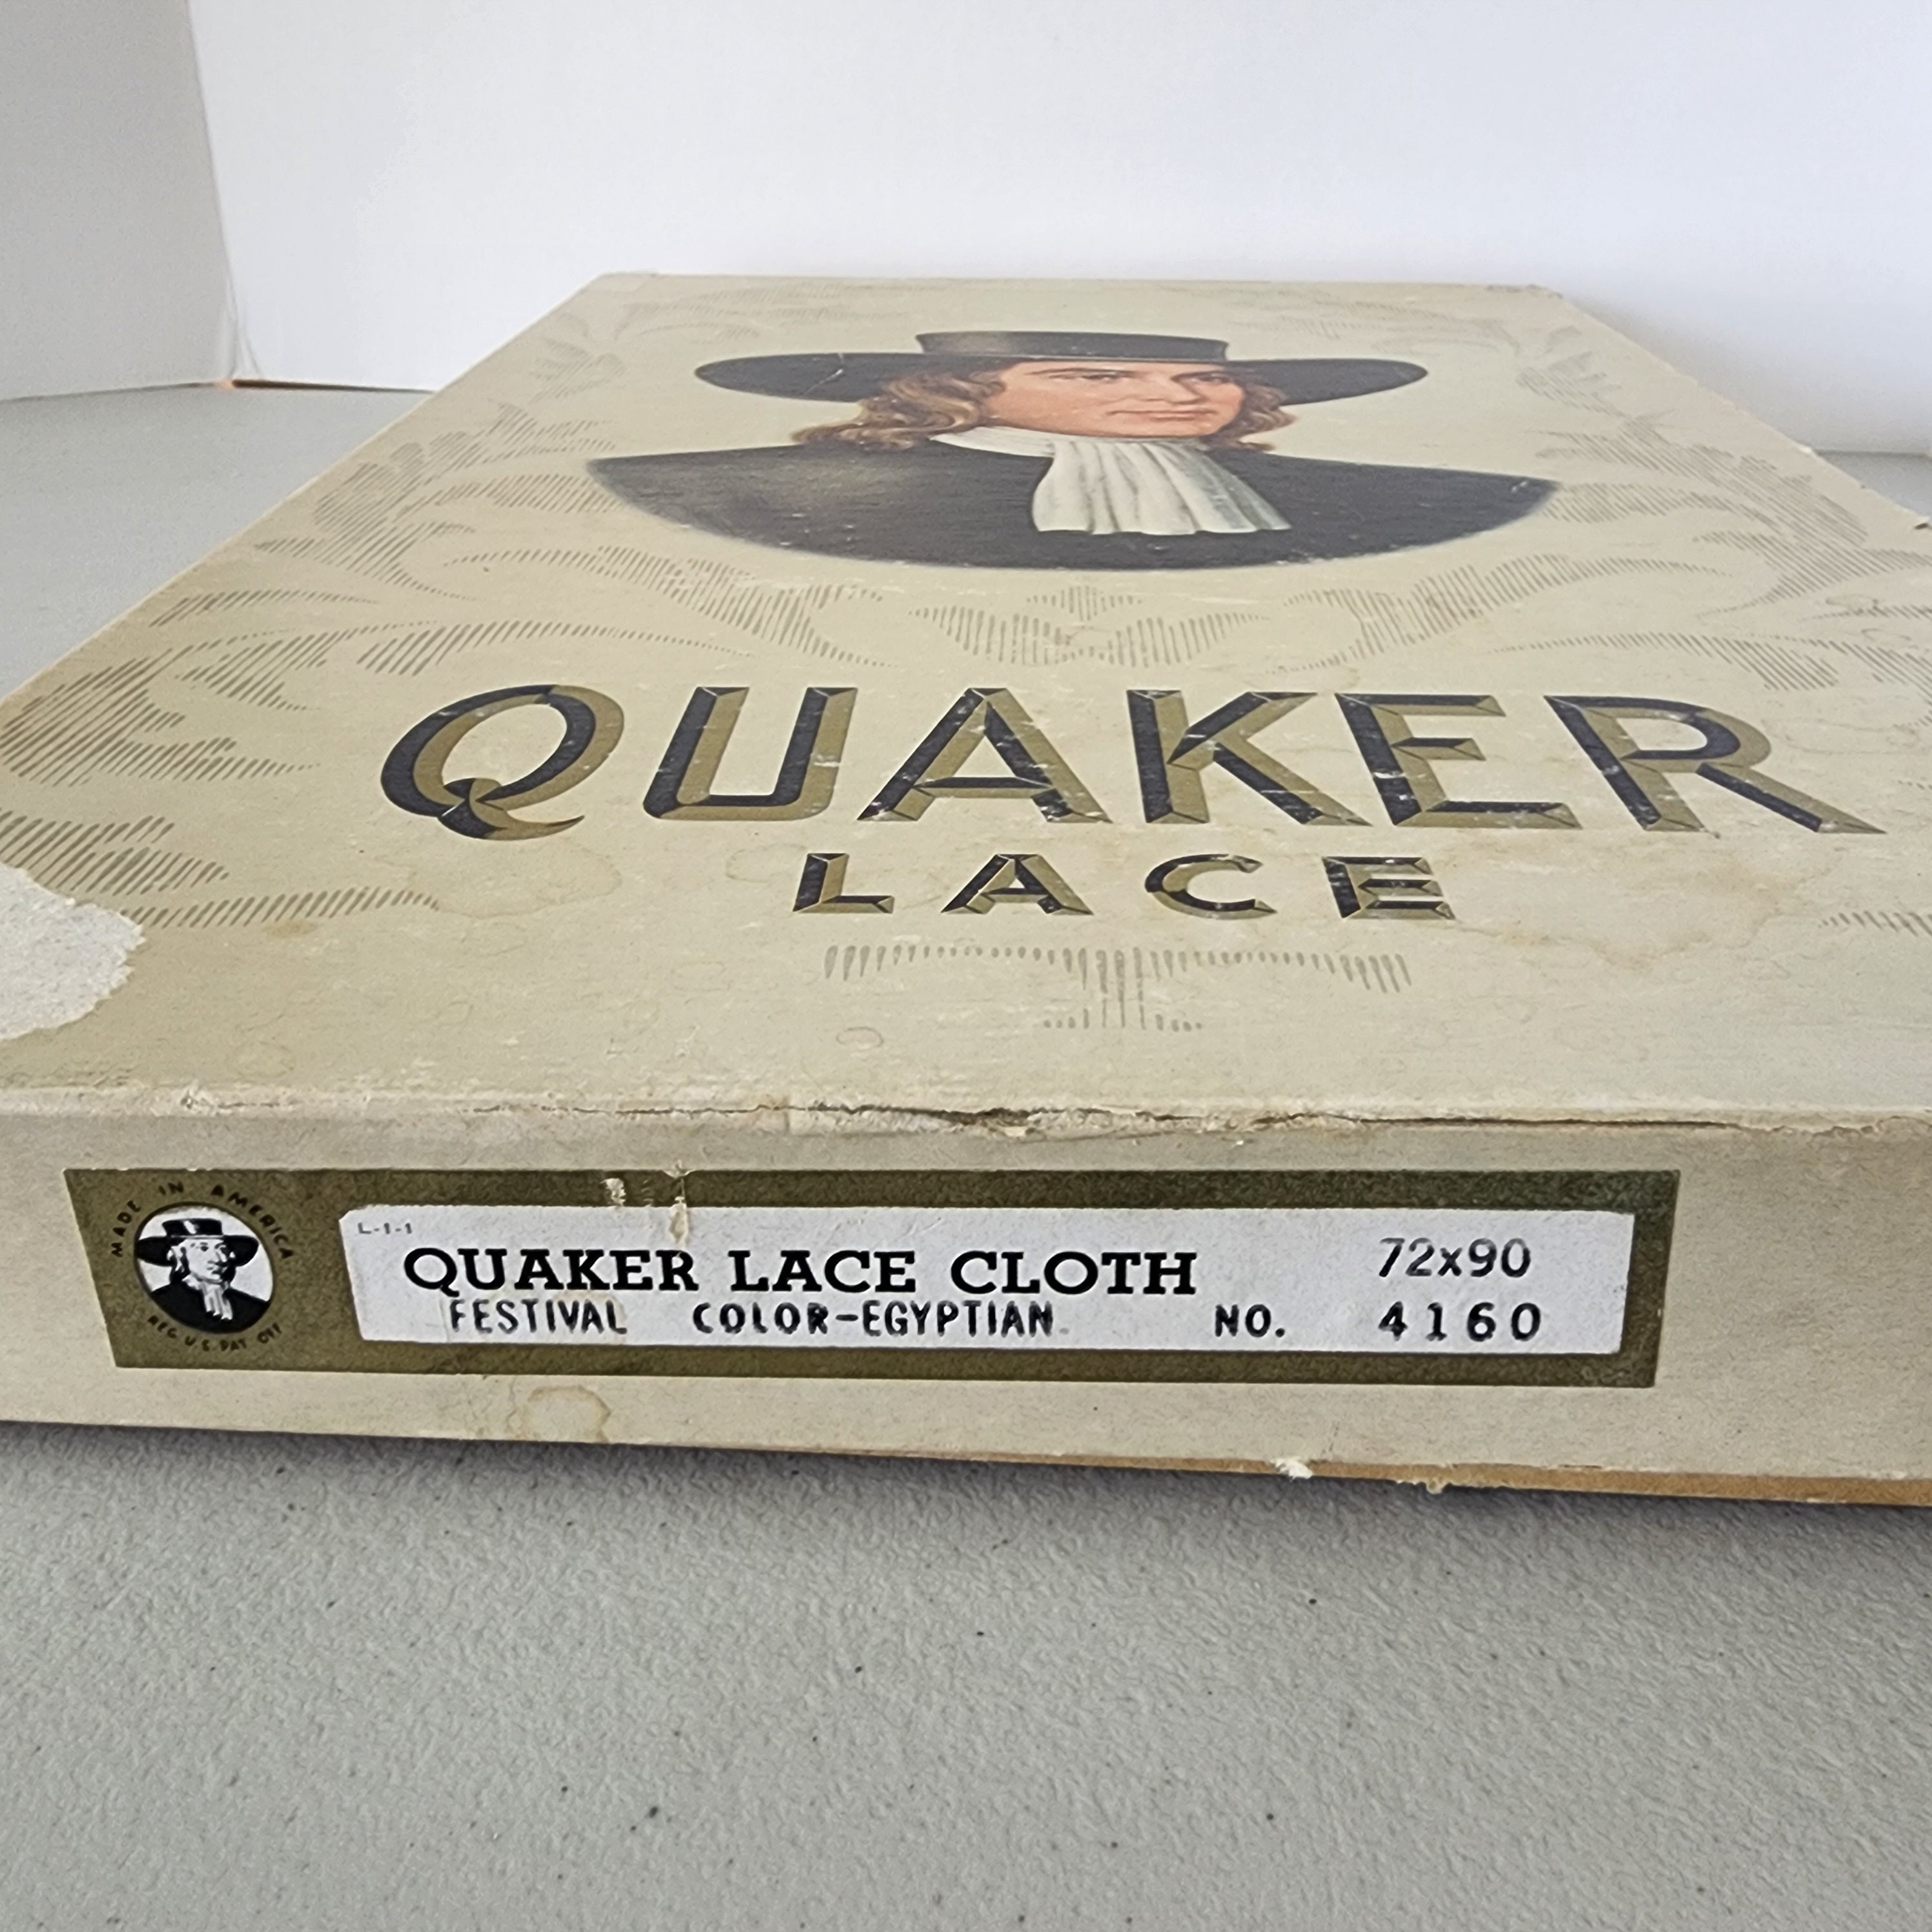 QUAKER
LACE
MADE IN AMERICA
REG. U.S. PAT. OFF.
L-1-1
QUAKER LACE CLOTH 72x90
FESTIVAL COLOR-EGYPTIAN NO. 4160